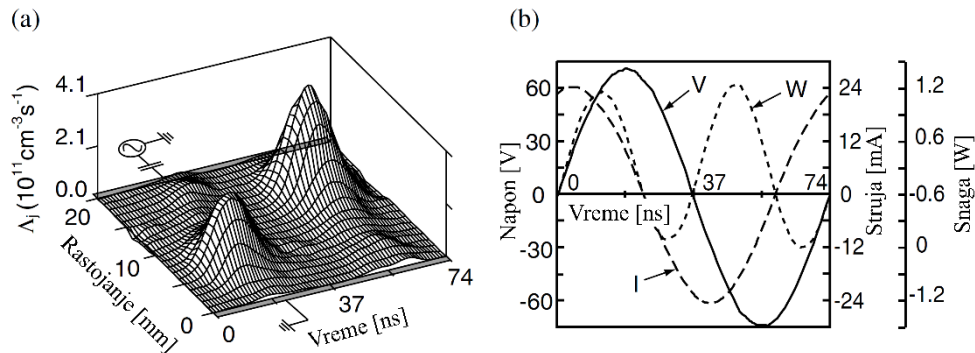 (a)
Λj (10¹¹cm⁻³s⁻¹)
4.1
2.1
0.0
20
10
0
Rastojanje [mm]
0
37
74
Vreme [ns]
(b)
Napon [V]
60
30
0
-30
-60
V
W
I
0
37
74
Vreme [ns]
24
12
0
-12
-24
Struja [mA]
1.2
0.6
-0.6
0
-1.2
Snaga [W]